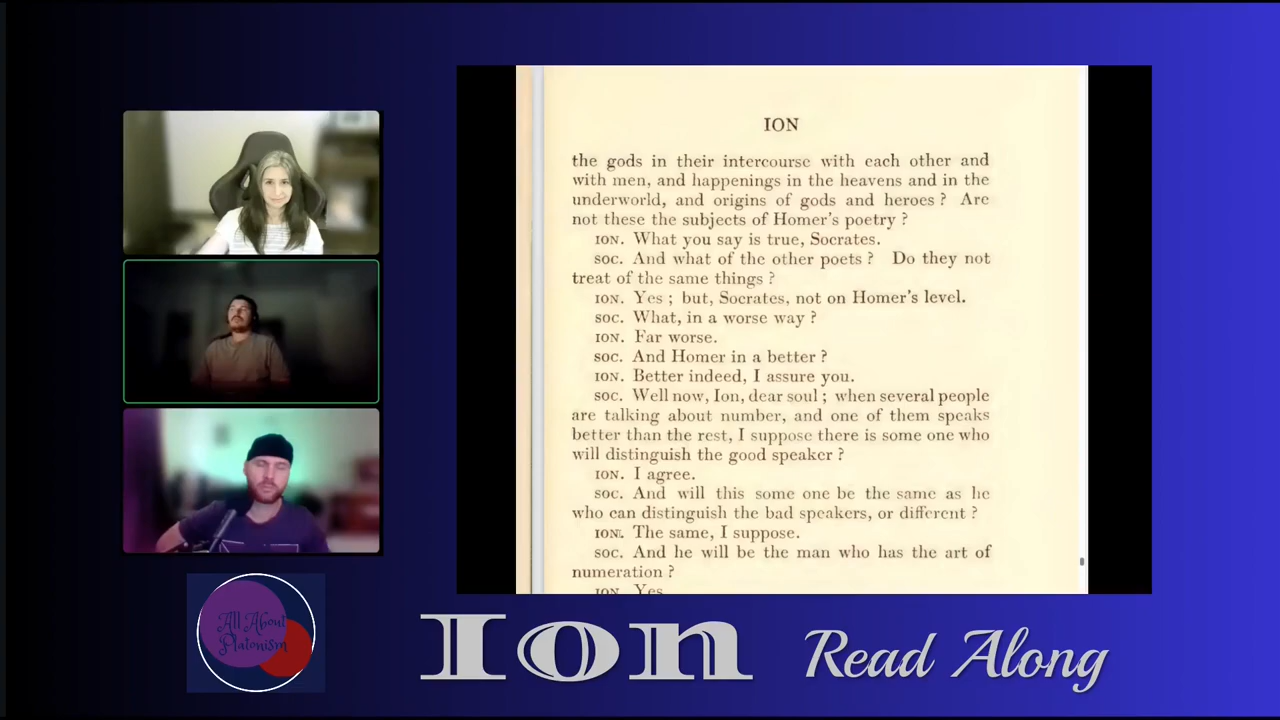 ION
the gods in their intercourse with each other and
with men, and happenings in the heavens and in the
underworld, and origins of gods and heroes ? Are
not these the subjects of Homer's poetry ?
ION. What you say is true, Socrates.
SOC. And what of the other poets ? Do they not
treat of the same things ?
ION. Yes ; but, Socrates, not on Homer's level.
SOC. What, in a worse way ?
ION. Far worse.
SOC. And Homer in a better ?
ION. Better indeed, I assure you.
SOC. Well now, Ion, dear soul ; when several people
are talking about number, and one of them speaks
better than the rest, I suppose there is some one who
will distinguish the good speaker ?
ION. I agree.
SOC. And will this some one be the same as he
who can distinguish the bad speakers, or different ?
ION. The same, I suppose.
SOC. And he will be the man who has the art of
numeration ?
ION. Yes
All About
Platonism
Ion Read Along